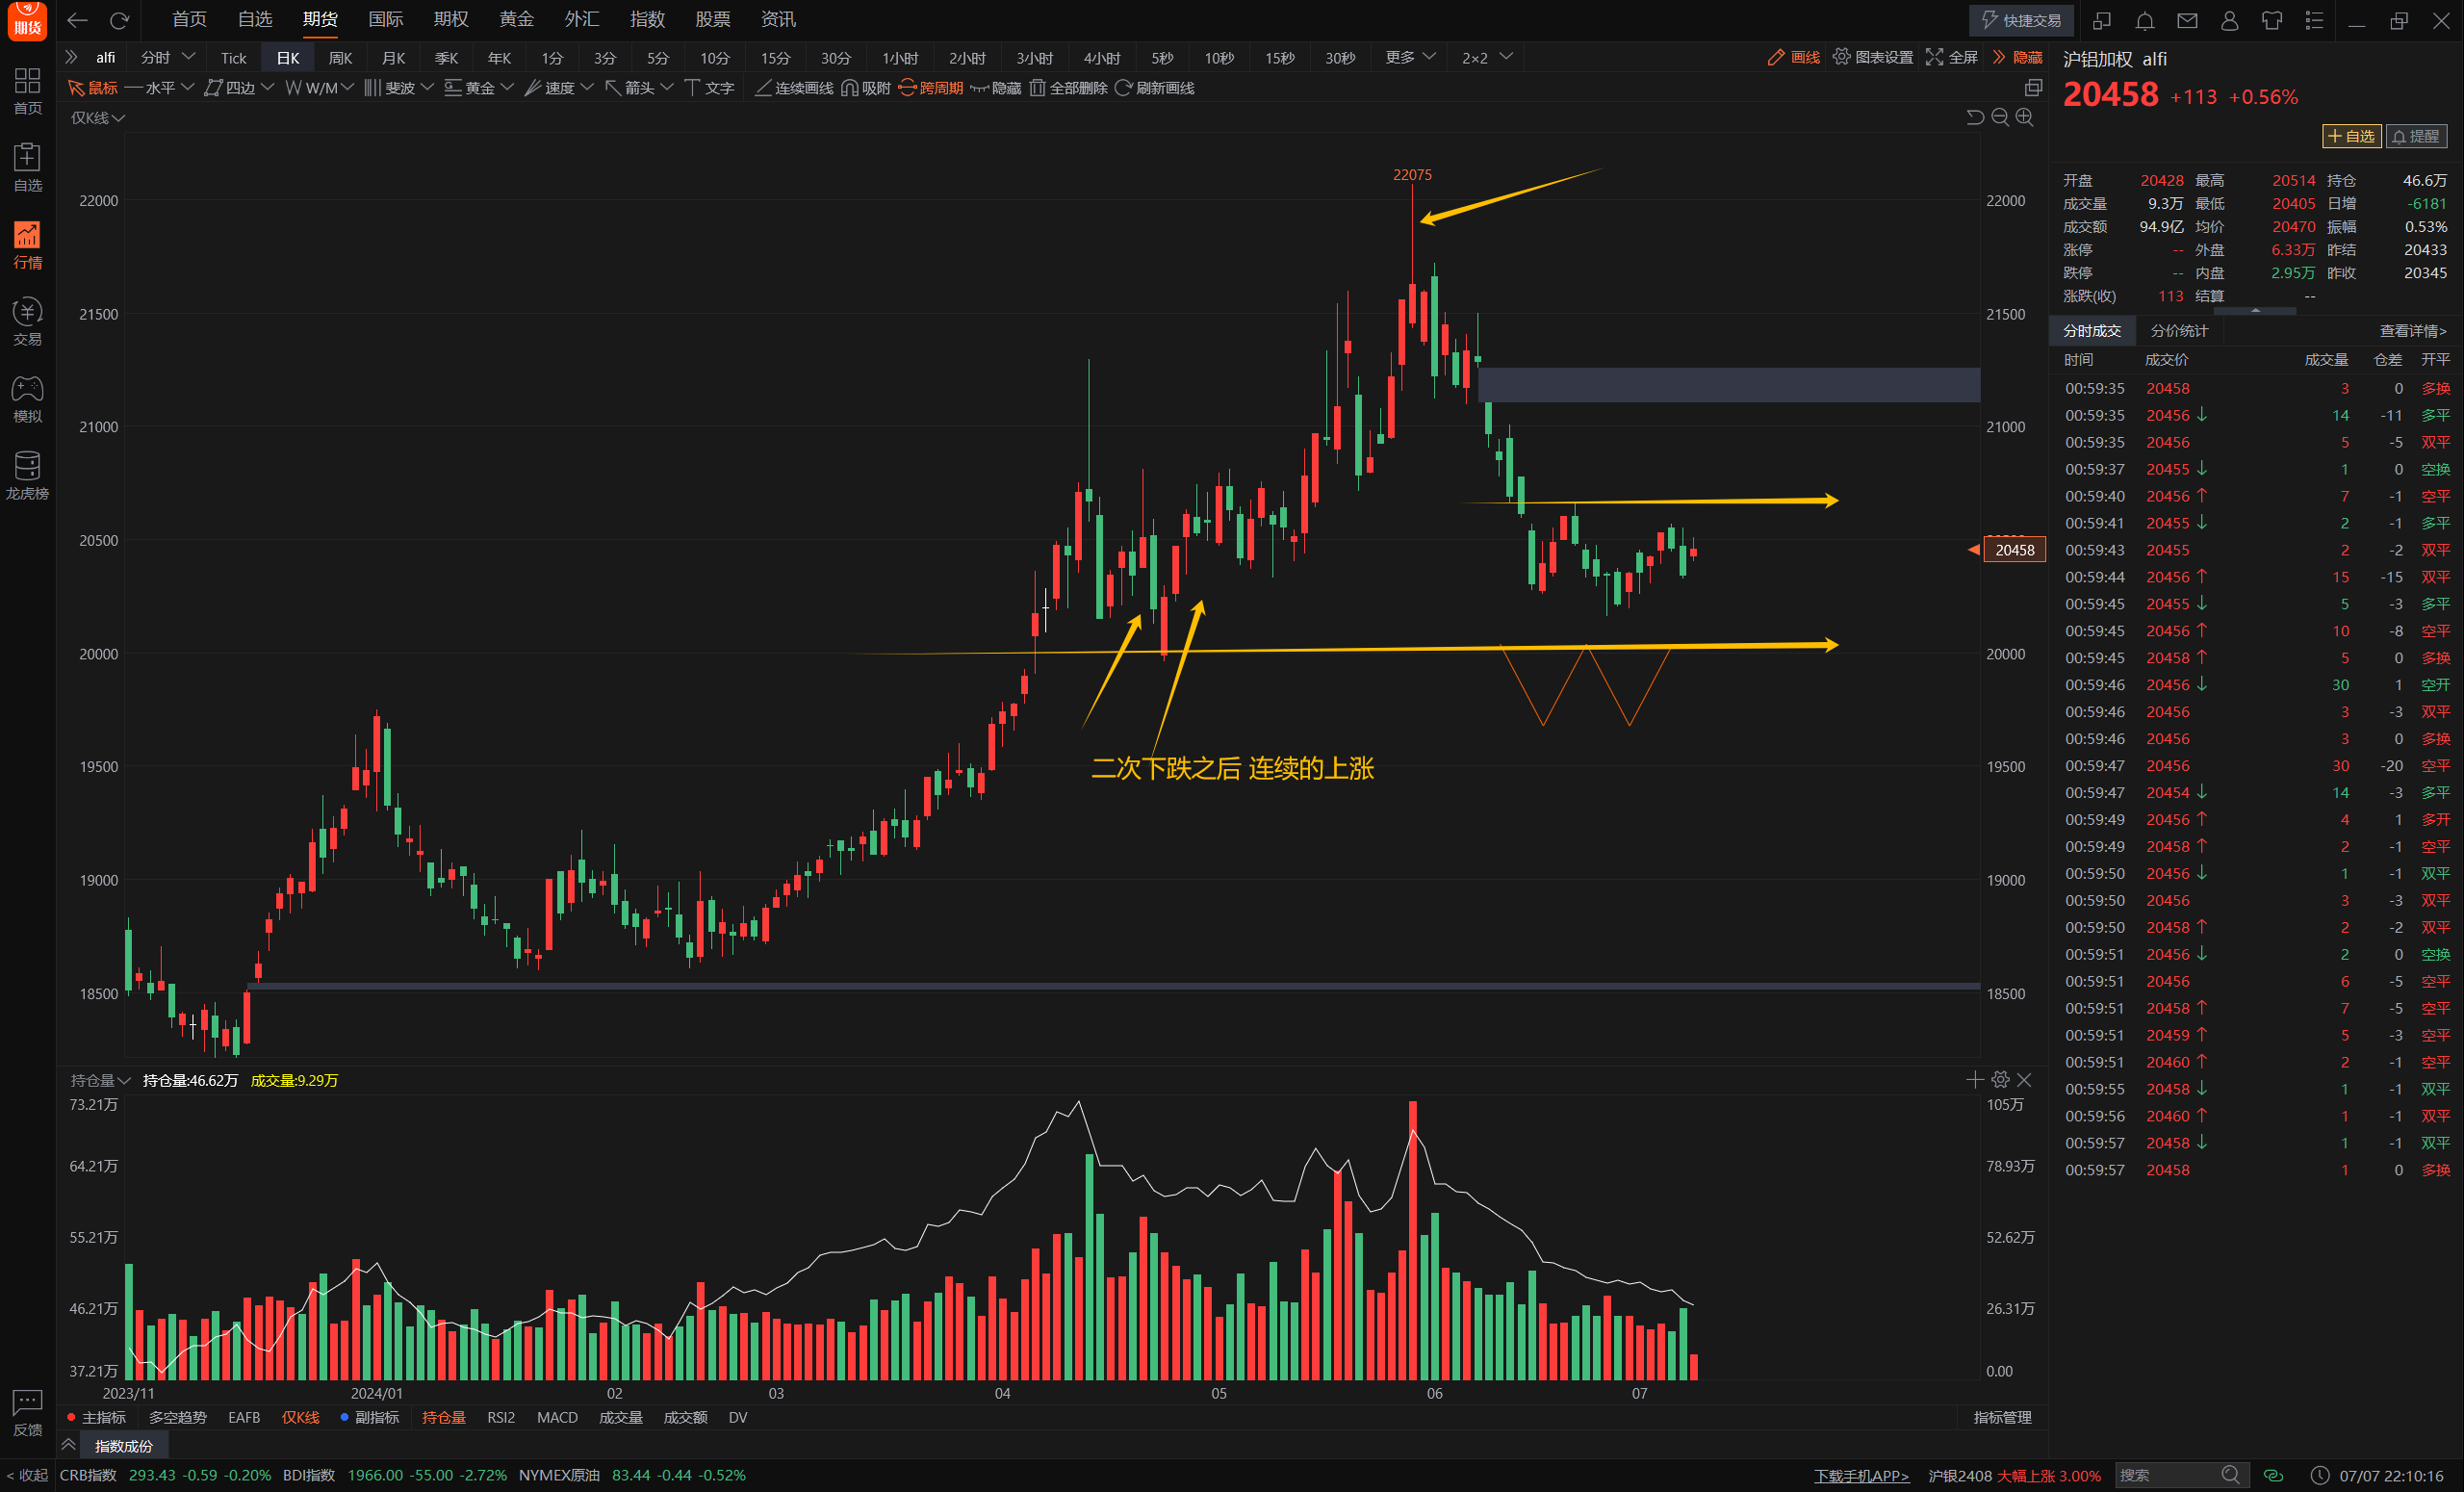 期货 首页 自选 期货 国际 期权 黄金 外汇 指数 股票 资讯 快捷交易
alfi 分时 Tick 日K 周K 月K 季K 年K 1分 3分 5分 10分 15分 30分 1小时 2小时 3小时 4小时 5秒 10秒 15秒 30秒 更多 2×2 画线 图表设置 全屏 隐藏
鼠标 水平 四边 W/M 斐波 黄金 速度 箭头 文字 连续画线 吸附 跨周期 隐藏 全部删除 刷新画线
仅K线
首页
自选
行情
交易
模拟
龙虎榜
反馈
22075
22000 22000
21500 21500
21000 21000
20500
20458
20000 20000
19500 19500
19000 19000
18500 18500
二次下跌之后 连续的上涨
持仓量 持仓量:46.62万 成交量:9.29万
73.21万 105万
64.21万 78.93万
55.21万 52.62万
46.21万 26.31万
37.21万 0.00
2023/11 2024/01 02 03 04 05 06 07
主指标 多空趋势 EAFB 仅K线 副指标 持仓量 RSI2 MACD 成交量 成交额 DV 指标管理
指数成份
沪铝加权 alfi
20458 +113 +0.56%
+自选 提醒
开盘 20428 最高 20514 持仓 46.6万
成交量 9.3万 最低 20405 日增 -6181
成交额 94.9亿 均价 20470 振幅 0.53%
涨停 -- 外盘 6.33万 昨结 20433
跌停 -- 内盘 2.95万 昨收 20345
涨跌(收) 113 结算 --
分时成交 分价统计 查看详情>
时间 成交价 成交量 仓差 开平
00:59:35 20458 3 0 多换
00:59:35 20456↓ 14 -11 多平
00:59:35 20456 5 -5 双平
00:59:37 20455↓ 1 0 空换
00:59:40 20456↑ 7 -1 空平
00:59:41 20455↓ 2 -1 多平
00:59:43 20455 2 -2 双平
00:59:44 20456↑ 15 -15 双平
00:59:45 20455↓ 5 -3 多平
00:59:45 20456↑ 10 -8 空平
00:59:45 20458↑ 5 0 多换
00:59:46 20456↓ 30 1 空开
00:59:46 20456 3 -3 双平
00:59:46 20456 3 0 多换
00:59:47 20456 30 -20 空平
00:59:47 20454↓ 14 -3 多平
00:59:49 20456↑ 4 1 多开
00:59:49 20458↑ 2 -1 空平
00:59:50 20456↓ 1 -1 双平
00:59:50 20456 3 -3 双平
00:59:50 20458↑ 2 -2 双平
00:59:51 20456↓ 2 0 空换
00:59:51 20456 6 -5 空平
00:59:51 20458↑ 7 -5 空平
00:59:51 20459↑ 5 -3 空平
00:59:51 20460↑ 2 -1 空平
00:59:55 20458↓ 1 -1 双平
00:59:56 20460↑ 1 -1 双平
00:59:57 20458↓ 1 -1 双平
00:59:57 20458 1 0 多换
<收起 CRB指数 293.43 -0.59 -0.20% BDI指数 1966.00 -55.00 -2.72% NYMEX原油 83.44 -0.44 -0.52% 下载手机APP> 沪银2408 大幅上涨 3.00% 搜索 07/07 22:10:16